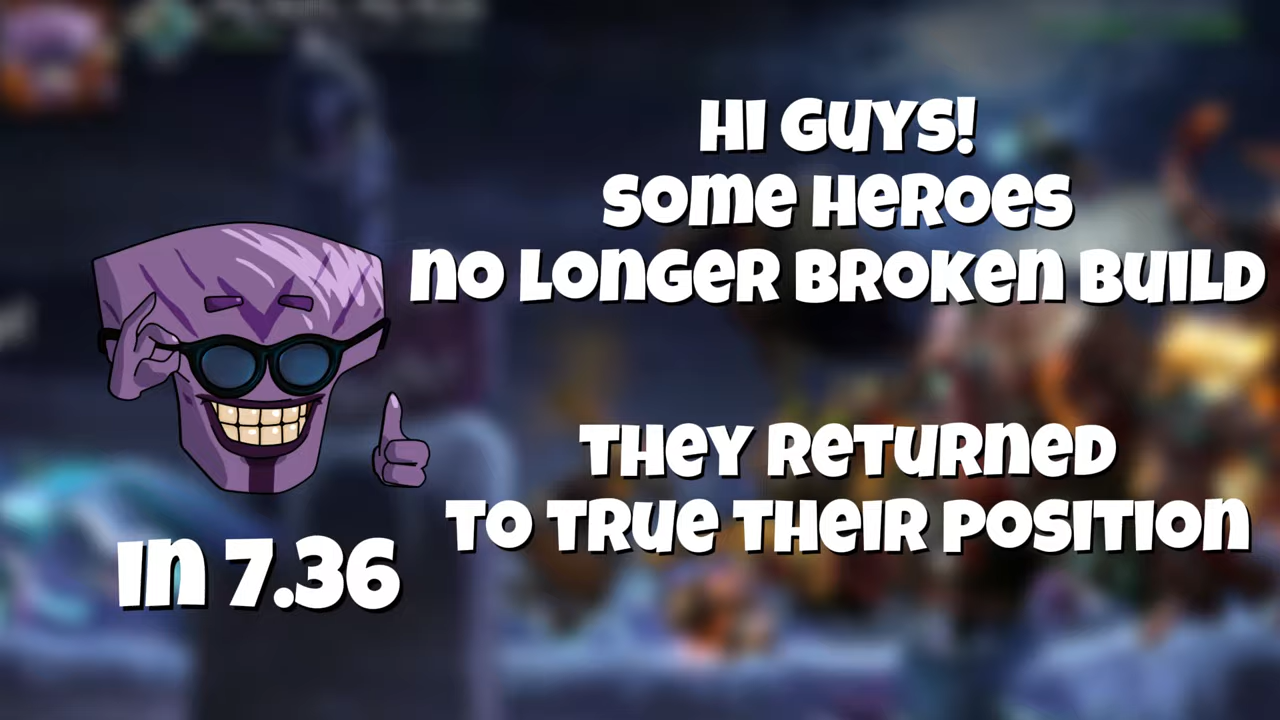 HI GUYS!
SOME HEROES
NO LONGER BROKEN BUILD
THEY RETURNED
TO TRUE THEIR POSITION
IN 7.36